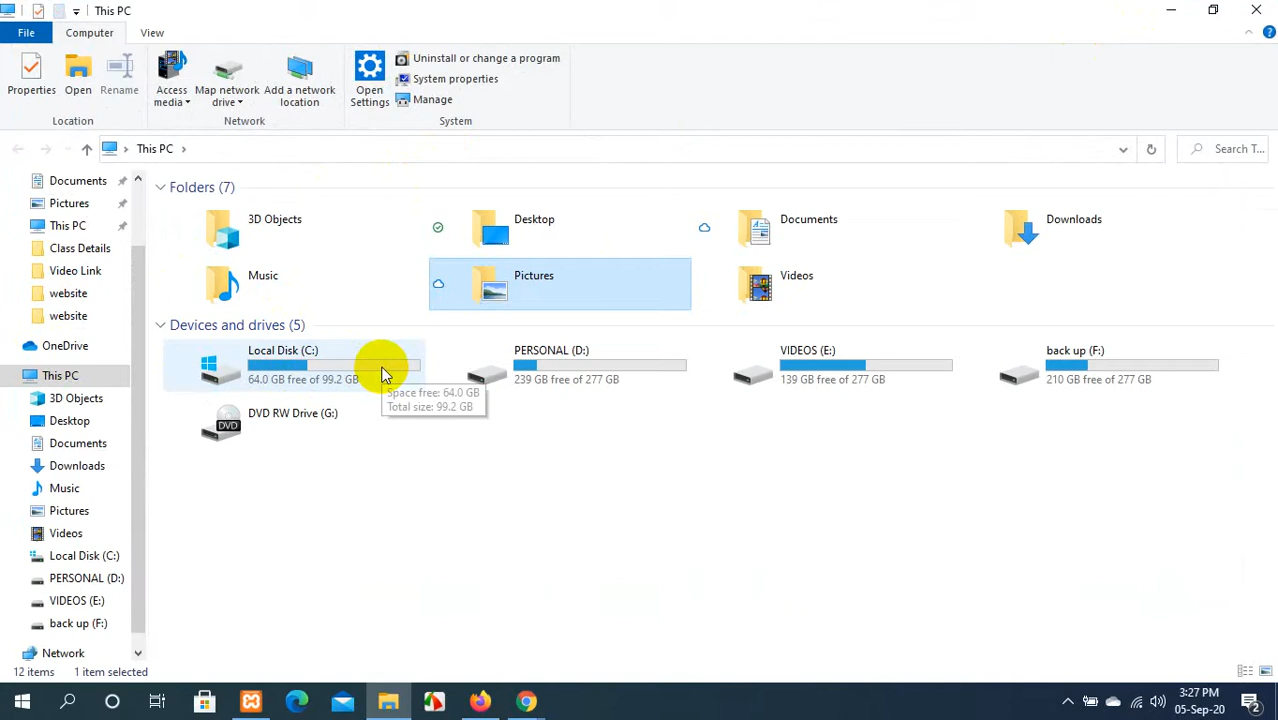 This PC
File Computer View
Properties Open Rename Access media Map network drive Add a network location Open Settings Uninstall or change a program
System properties
Manage
Location Network System
This PC Search T...
Documents
Pictures
This PC
Class Details
Video Link
website
website
OneDrive
This PC
3D Objects
Desktop
Documents
Downloads
Music
Pictures
Videos
Local Disk (C:)
PERSONAL (D:)
VIDEOS (E:)
back up (F:)
Network
Folders (7)
3D Objects Desktop Documents Downloads
Music Pictures Videos
Devices and drives (5)
Local Disk (C:)
64.0 GB free of 99.2 GB
PERSONAL (D:)
239 GB free of 277 GB
VIDEOS (E:)
139 GB free of 277 GB
back up (F:)
210 GB free of 277 GB
Space free: 64.0 GB
Total size: 99.2 GB
DVD RW Drive (G:)
DVD
12 items 1 item selected
3:27 PM
05-Sep-20
2